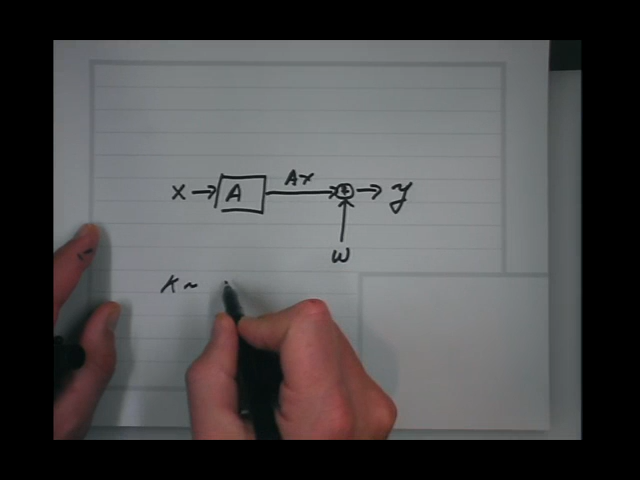 Ax
x → A → + → y
w
x ~